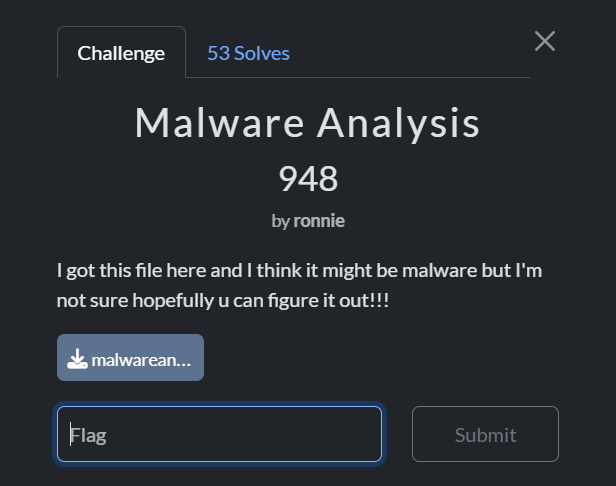 Challenge
53 Solves
Malware Analysis
948
by ronnie
I got this file here and I think it might be malware but I'm
not sure hopefully u can figure it out!!!
malwarean...
Flag
Submit